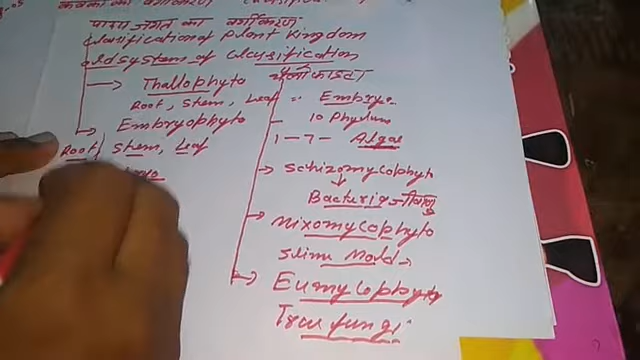 पादप जगत का वर्गीकरण
Classification of plant Kingdom
old system of Classification
Thallophyta
Root, Stem, Leaf
Embryophyta
Root, Stem, Leaf
Embryo
10 Phylum
1-7- Algae
Schizomycophyta
Bacteria
Mixomycophyta
Slime Mold
Eumycophyta
True fungi